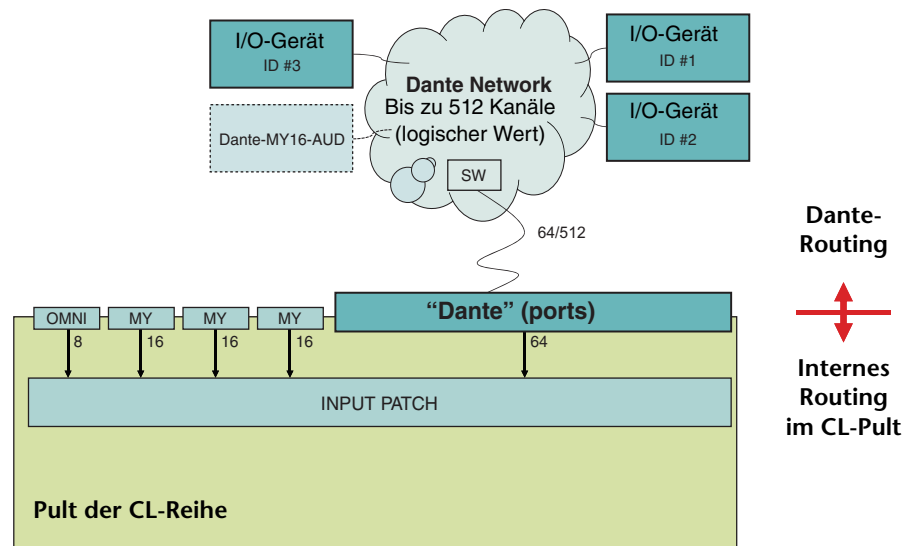 I/O-Gerät
ID #3
I/O-Gerät
ID #1
Dante Network
Bis zu 512 Kanäle
(logischer Wert)
Dante-MY16-AUD
I/O-Gerät
ID #2
SW
64/512
Dante-
Routing
“Dante” (ports)
OMNI
MY
MY
MY
8
16
16
16
64
INPUT PATCH
Internes
Routing
im CL-Pult
Pult der CL-Reihe